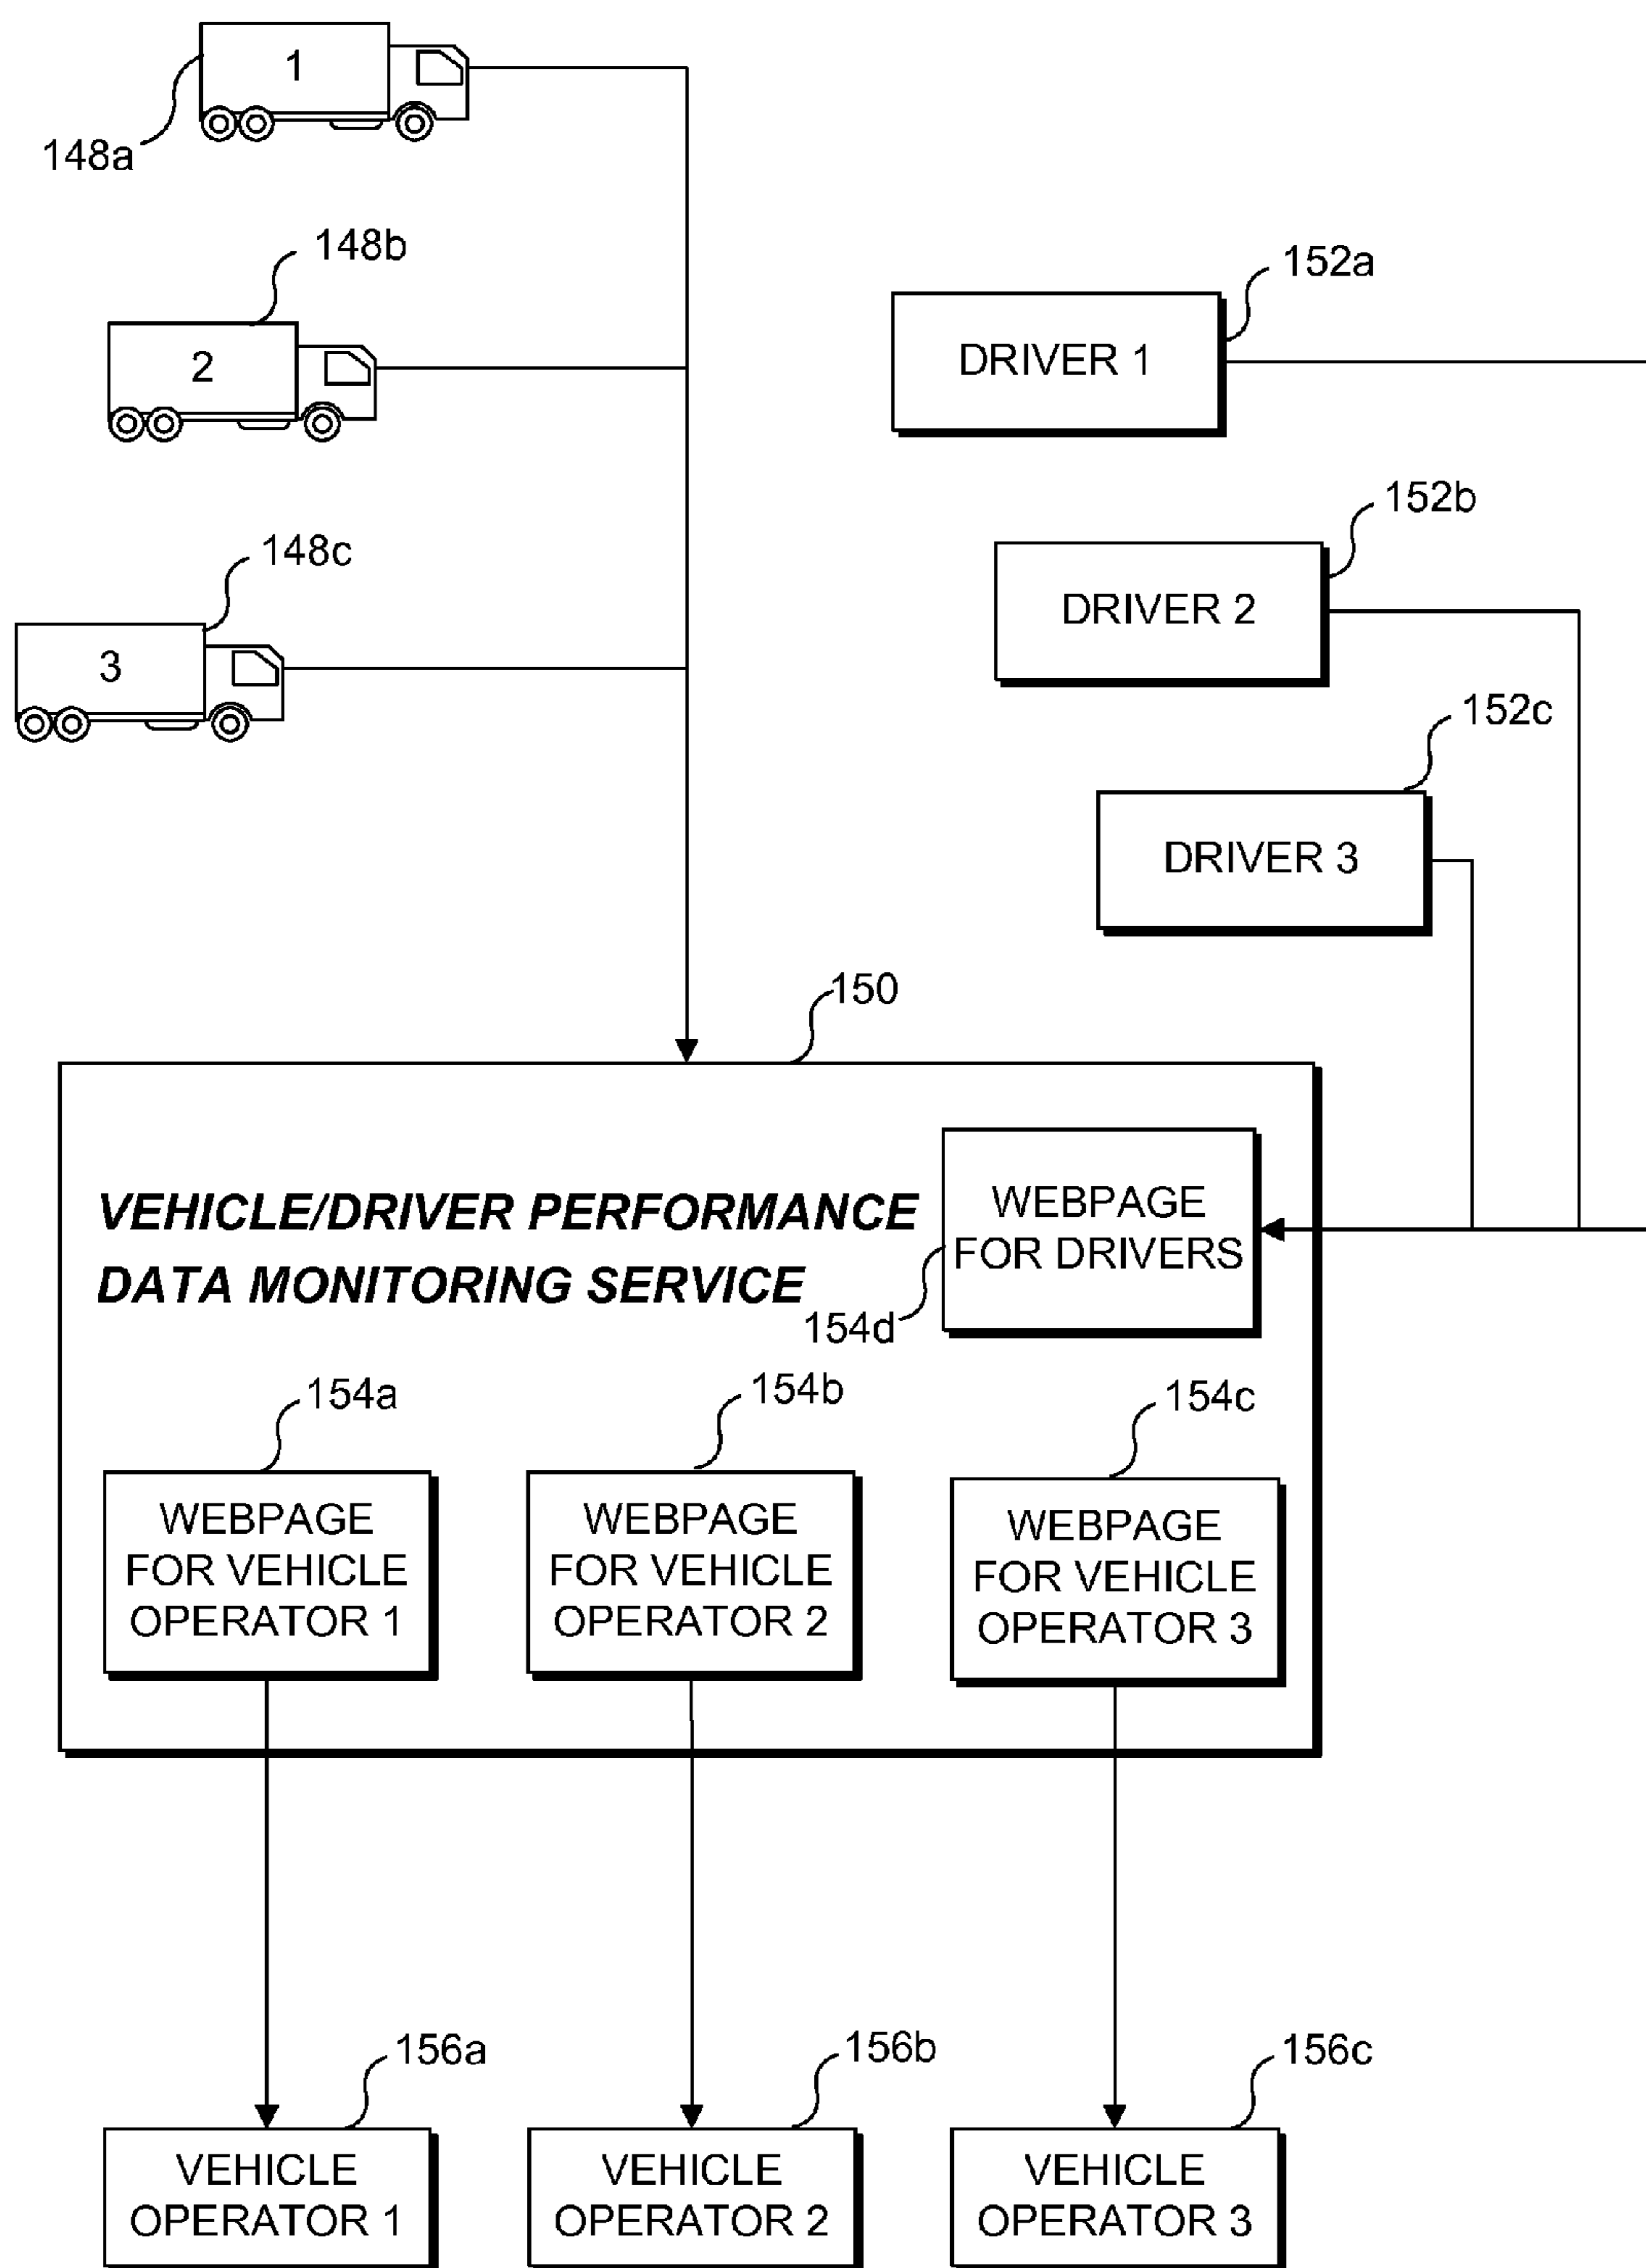 1
148a
148b
2
148c
3
152a
DRIVER 1
152b
DRIVER 2
152c
DRIVER 3
150
VEHICLE/DRIVER PERFORMANCE
DATA MONITORING SERVICE
WEBPAGE
FOR DRIVERS
154d
154a
WEBPAGE
FOR VEHICLE
OPERATOR 1
154b
WEBPAGE
FOR VEHICLE
OPERATOR 2
154c
WEBPAGE
FOR VEHICLE
OPERATOR 3
156a
VEHICLE
OPERATOR 1
156b
VEHICLE
OPERATOR 2
156c
VEHICLE
OPERATOR 3